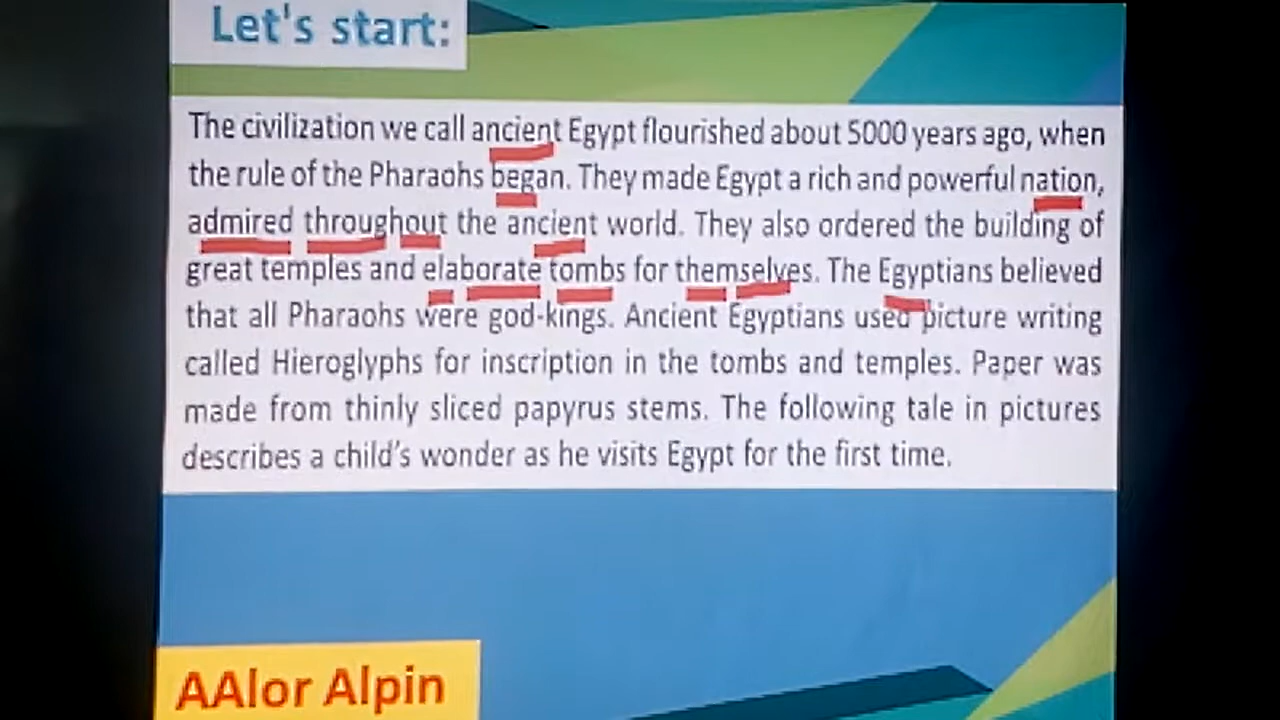 Let's start:
The civilization we call ancient Egypt flourished about 5000 years ago, when
the rule of the Pharaohs began. They made Egypt a rich and powerful nation,
admired throughout the ancient world. They also ordered the building of
great temples and elaborate tombs for themselves. The Egyptians believed
that all Pharaohs were god-kings. Ancient Egyptians used picture writing
called Hieroglyphs for inscription in the tombs and temples. Paper was
made from thinly sliced papyrus stems. The following tale in pictures
describes a child's wonder as he visits Egypt for the first time.
AAlor Alpin